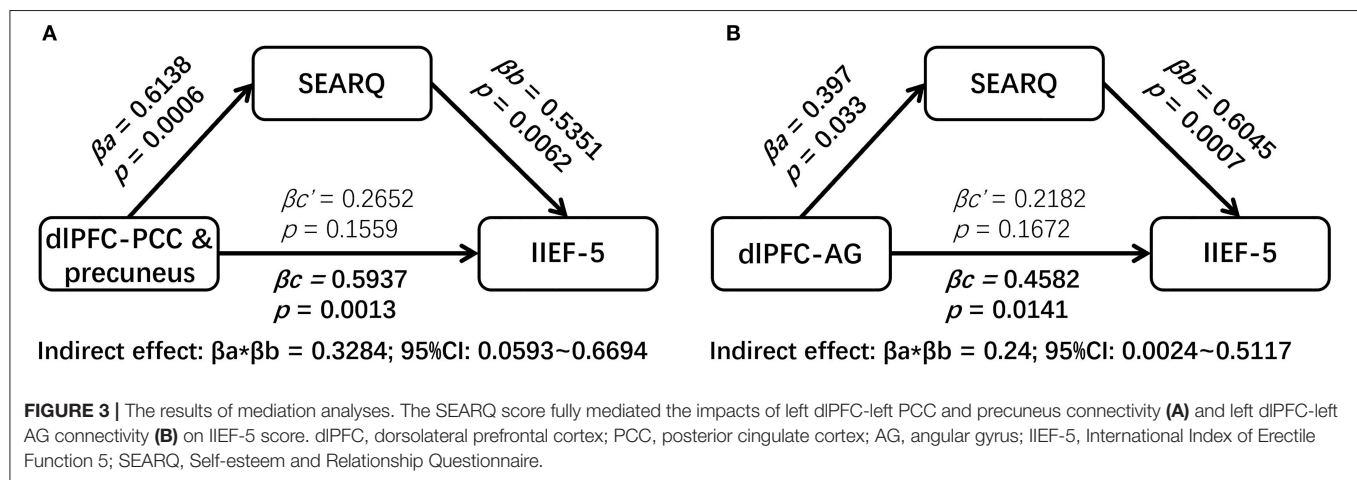 A
SEARQ
βa = 0.6138
p = 0.0006
βb = 0.5351
p = 0.0062
βc’ = 0.2652
p = 0.1559
dlPFC-PCC &
precuneus
IIEF-5
βc = 0.5937
p = 0.0013
Indirect effect: βa*βb = 0.3284; 95%CI: 0.0593~0.6694
B
SEARQ
βa = 0.397
p = 0.033
βb = 0.6045
p = 0.0007
βc’ = 0.2182
p = 0.1672
dlPFC-AG
IIEF-5
βc = 0.4582
p = 0.0141
Indirect effect: βa*βb = 0.24; 95%CI: 0.0024~0.5117
FIGURE 3 | The results of mediation analyses. The SEARQ score fully mediated the impacts of left dlPFC-left PCC and precuneus connectivity (A) and left dlPFC-left
AG connectivity (B) on IIEF-5 score. dlPFC, dorsolateral prefrontal cortex; PCC, posterior cingulate cortex; AG, angular gyrus; IIEF-5, International Index of Erectile
Function 5; SEARQ, Self-esteem and Relationship Questionnaire.